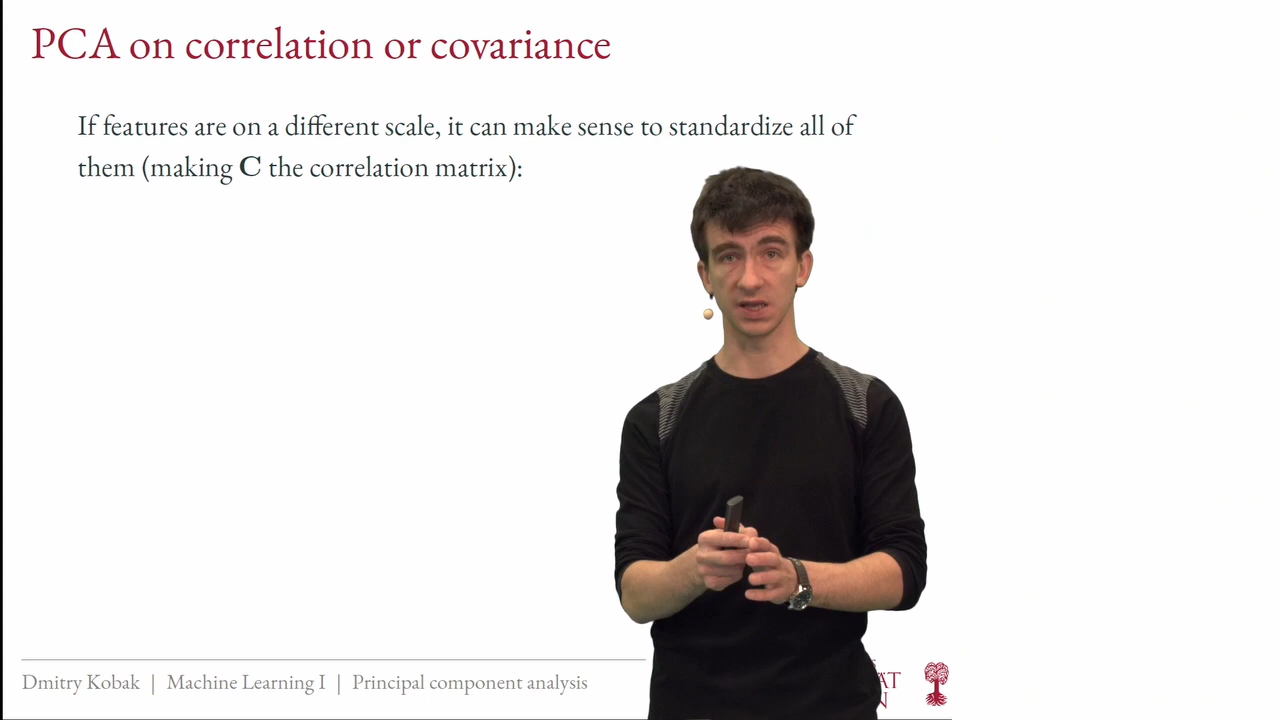 PCA on correlation or covariance
If features are on a different scale, it can make sense to standardize all of
them (making C the correlation matrix):
Dmitry Kobak | Machine Learning I | Principal component analysis